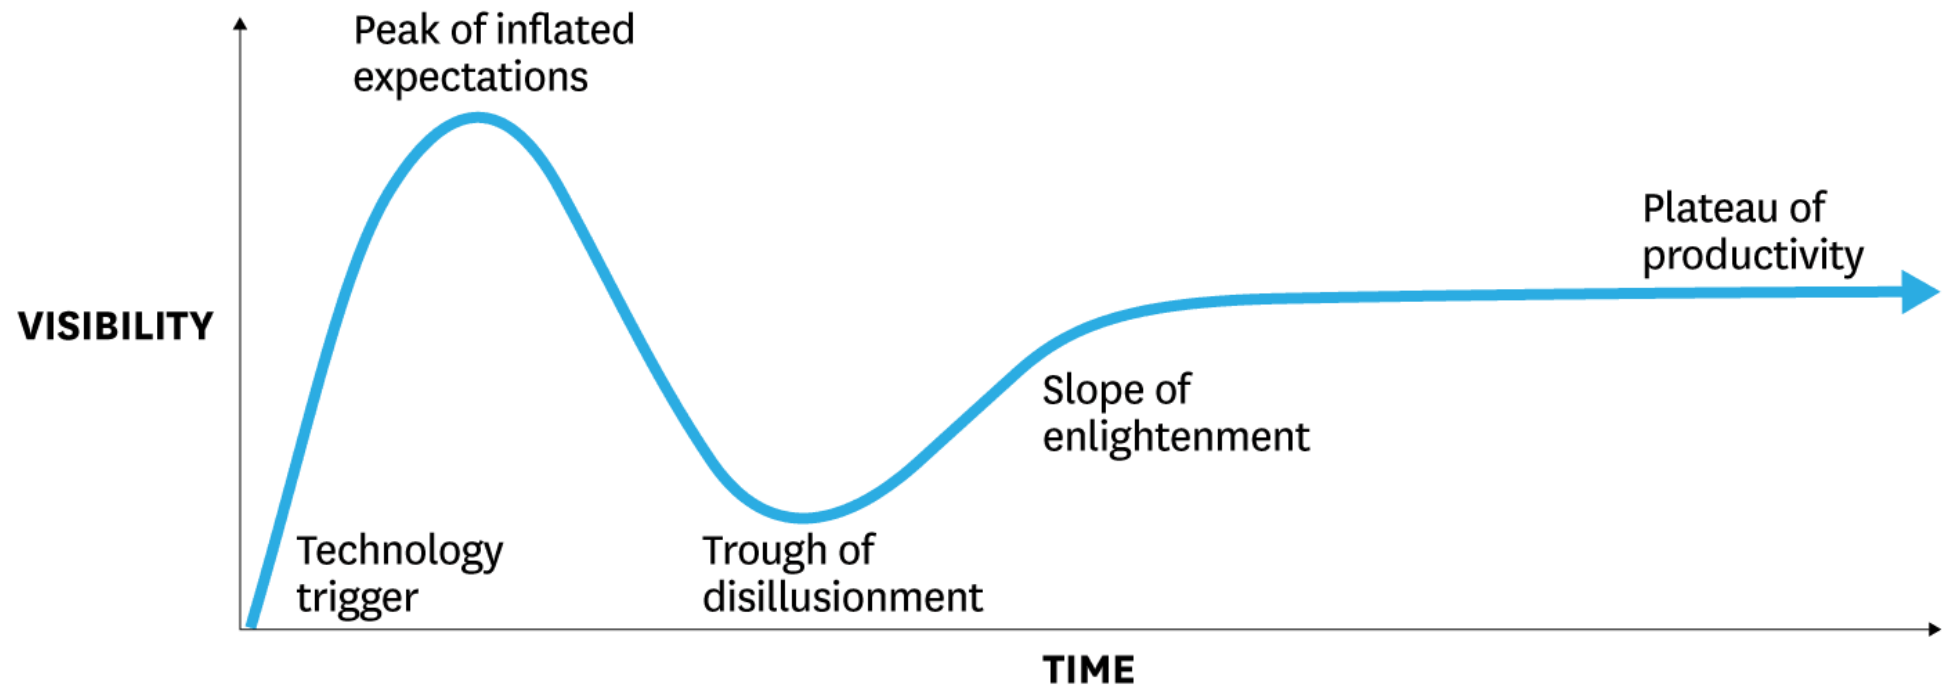 Peak of inflated
expectations
Plateau of
productivity
VISIBILITY
Slope of
enlightenment
Technology
trigger
Trough of
disillusionment
TIME